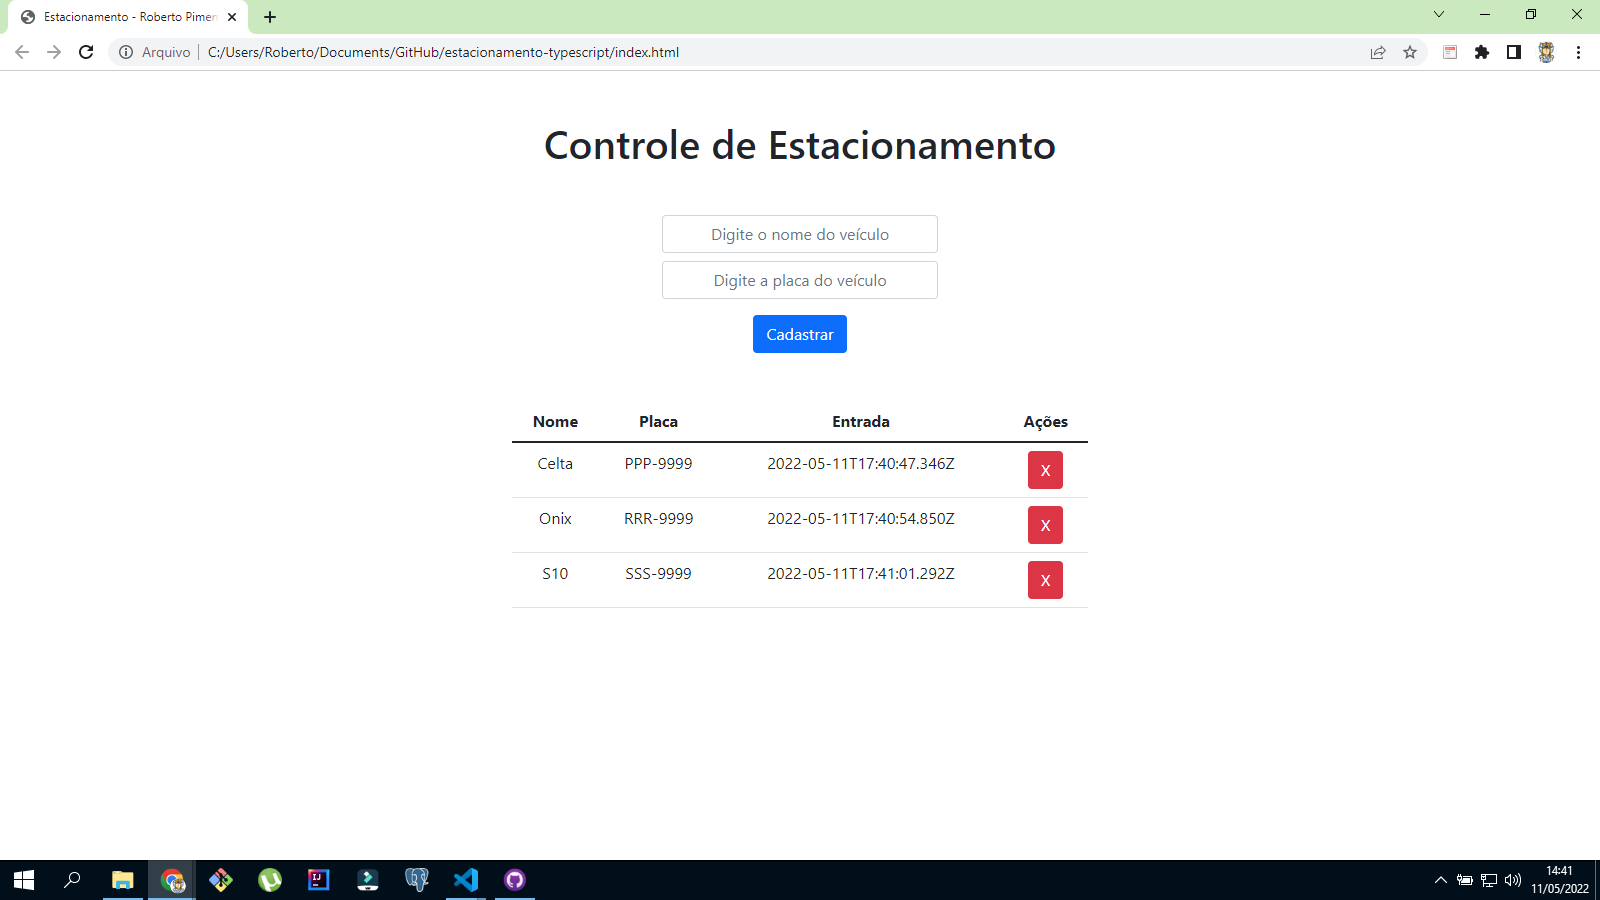 Estacionamento - Roberto Pimen
Arquivo
C:/Users/Roberto/Documents/GitHub/estacionamento-typescript/index.html
Controle de Estacionamento
Digite o nome do veículo
Digite a placa do veículo
Cadastrar
Nome Placa Entrada Ações
Celta PPP-9999 2022-05-11T17:40:47.346Z X
Onix RRR-9999 2022-05-11T17:40:54.850Z X
S10 SSS-9999 2022-05-11T17:41:01.292Z X
14:41
11/05/2022